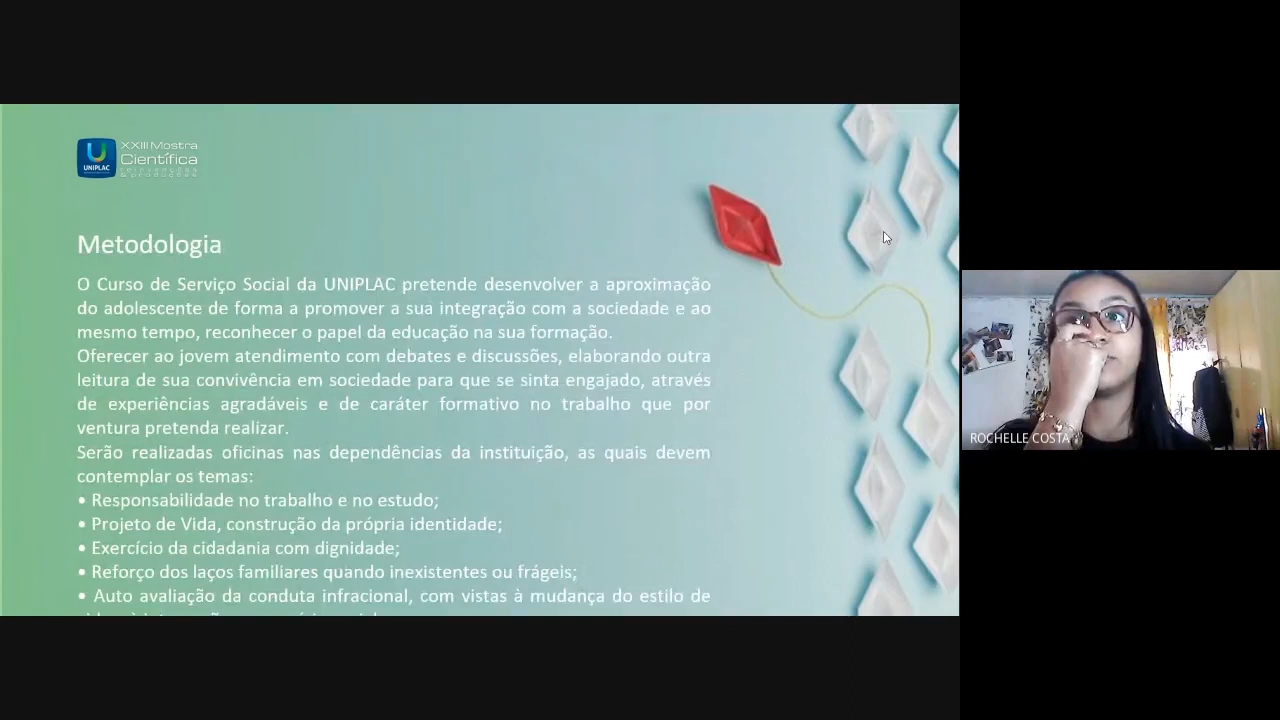 XXIII Mostra
Científica
UNIPLAC
Metodologia
O Curso de Serviço Social da UNIPLAC pretende desenvolver a aproximação
do adolescente de forma a promover a sua integração com a sociedade e ao
mesmo tempo, reconhecer o papel da educação na sua formação.
Oferecer ao jovem atendimento com debates e discussões, elaborando outra
leitura de sua convivência em sociedade para que se sinta engajado, através
de experiências agradáveis e de caráter formativo no trabalho que por
ventura pretenda realizar.
Serão realizadas oficinas nas dependências da instituição, as quais devem
contemplar os temas:
• Responsabilidade no trabalho e no estudo;
• Projeto de Vida, construção da própria identidade;
• Exercício da cidadania com dignidade;
• Reforço dos laços familiares quando inexistentes ou frágeis;
• Auto avaliação da conduta infracional, com vistas à mudança do estilo de
ROCHELLE COSTA